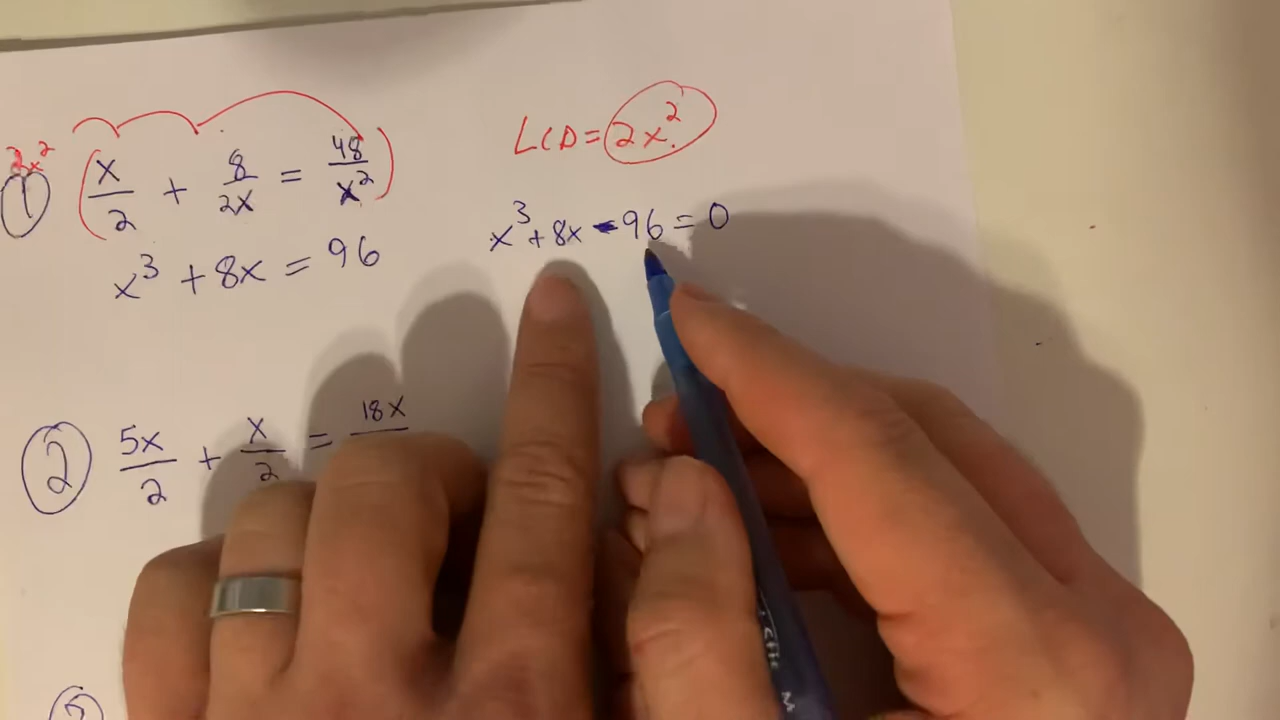 LCD = 2x²
2x²
① (x/2 + 8/2x = 48/x²)
x³ + 8x - 96 = 0
x³ + 8x = 96
② 5x/2 + x/2 = 18x